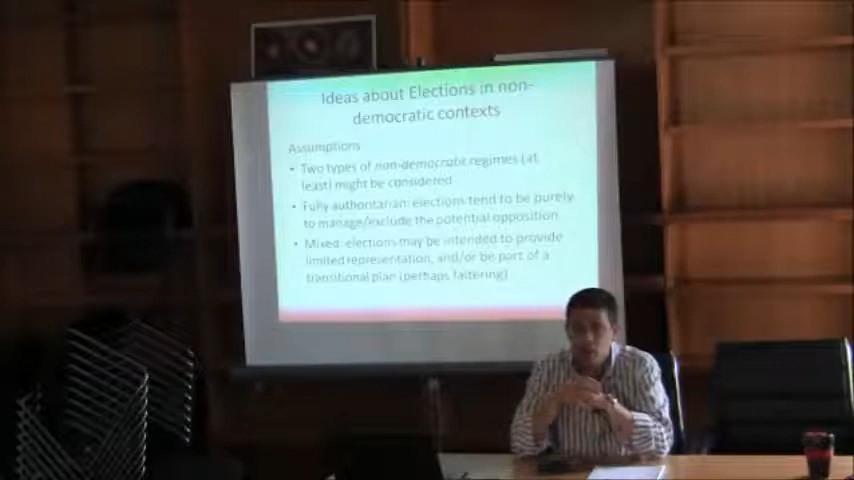 Ideas about Elections in non-
democratic contexts
Assumptions
• Two types of non-democratic regimes (at
least) might be considered
• Fully authoritarian: elections tend to be purely
to manage/exclude the potential opposition
• Mixed: elections may be intended to provide
limited representation, and/or be part of a
transitional plan (perhaps faltering)